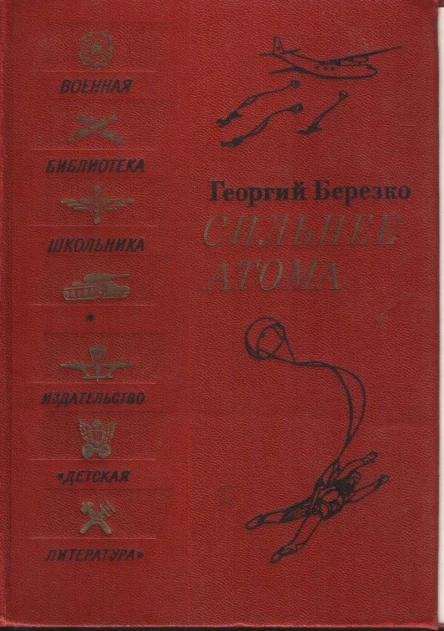 ВОЕННАЯ
БИБЛИОТЕКА
ШКОЛЬНИКА
*
ИЗДАТЕЛЬСТВО
«ДЕТСКАЯ
ЛИТЕРАТУРА»
Георгий Березко
СИЛЬНЕЕ
АТОМА